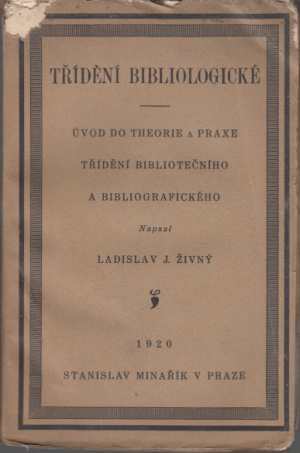 TŘÍDĚNÍ BIBLIOLOGICKÉ
ÚVOD DO THEORIE A PRAXE
TŘÍDĚNÍ BIBLIOTEČNÍHO
A BIBLIOGRAFICKÉHO
Napsal
LADISLAV J. ŽIVNÝ
1920
STANISLAV MINAŘÍK V PRAZE